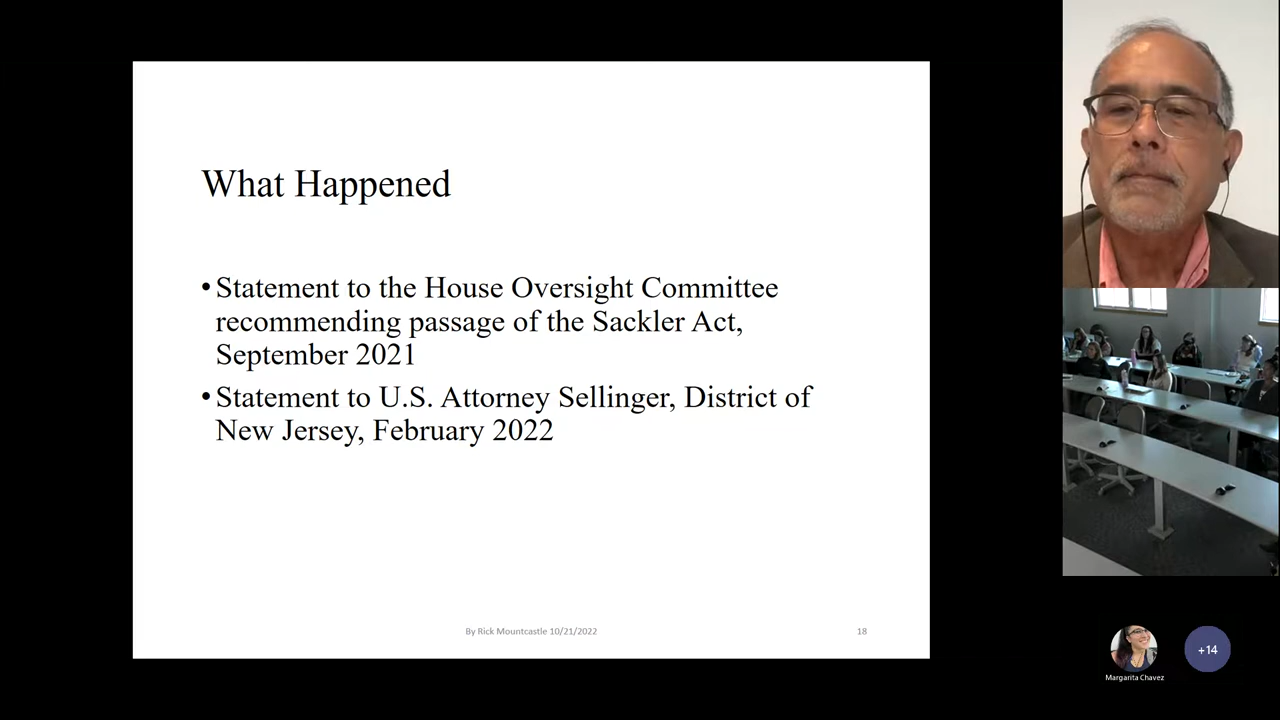 What Happened
• Statement to the House Oversight Committee
recommending passage of the Sackler Act,
September 2021
• Statement to U.S. Attorney Sellinger, District of
New Jersey, February 2022
By Rick Mountcastle 10/21/2022
18
Margarita Chavez
+14